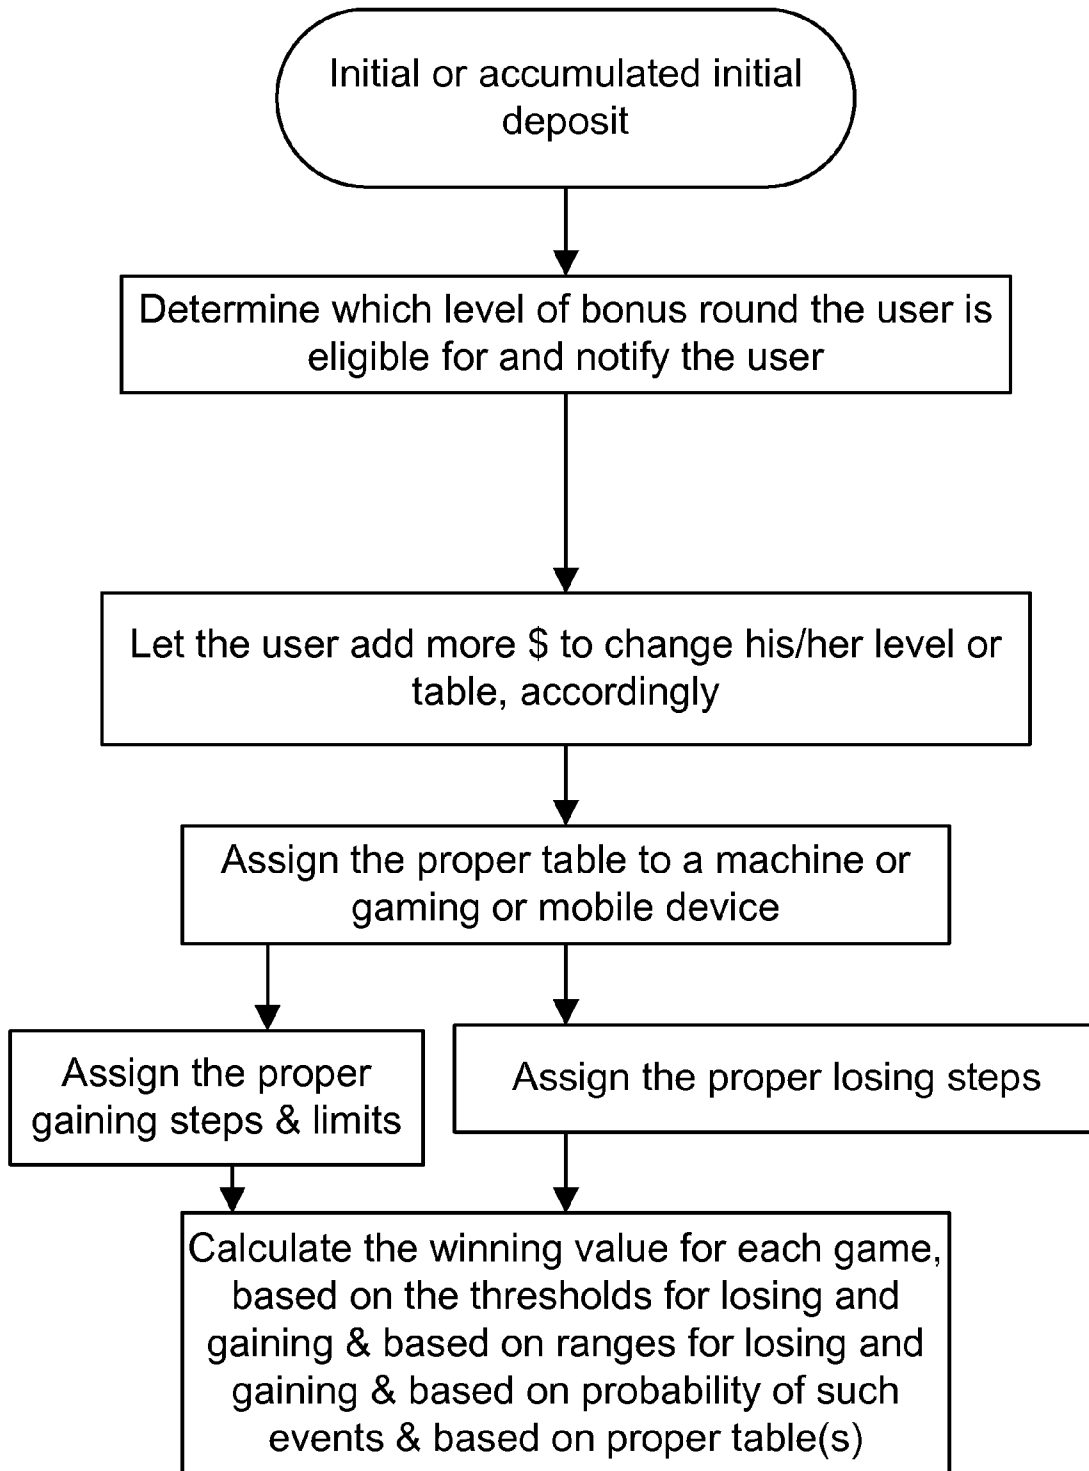 Initial or accumulated initial
deposit
Determine which level of bonus round the user is
eligible for and notify the user
Let the user add more $ to change his/her level or
table, accordingly
Assign the proper table to a machine or
gaming or mobile device
Assign the proper
gaining steps & limits
Assign the proper losing steps
Calculate the winning value for each game,
based on the thresholds for losing and
gaining & based on ranges for losing and
gaining & based on probability of such
events & based on proper table(s)